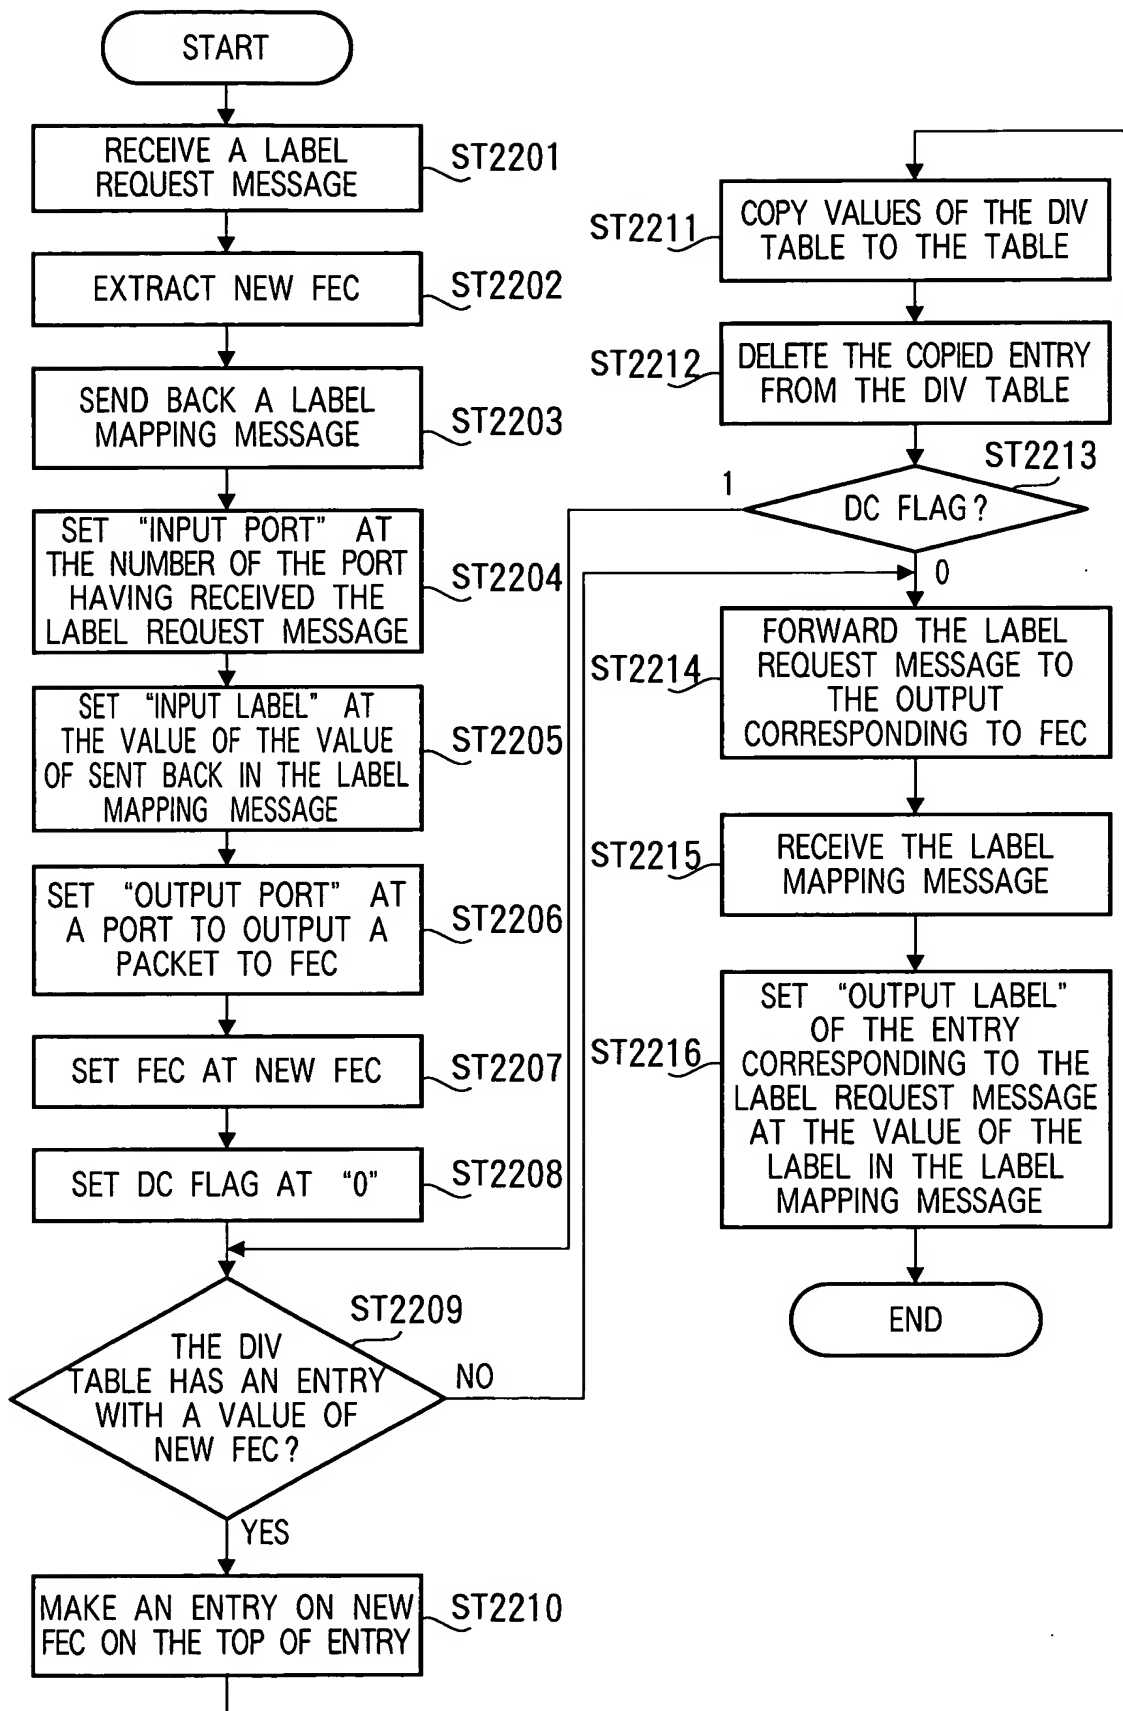 START
RECEIVE A LABEL
REQUEST MESSAGE
ST2201
EXTRACT NEW FEC
ST2202
SEND BACK A LABEL
MAPPING MESSAGE
ST2203
SET “INPUT PORT” AT
THE NUMBER OF THE PORT
HAVING RECEIVED THE
LABEL REQUEST MESSAGE
ST2204
SET “INPUT LABEL” AT
THE VALUE OF THE VALUE
OF SENT BACK IN THE LABEL
MAPPING MESSAGE
ST2205
SET “OUTPUT PORT” AT
A PORT TO OUTPUT A
PACKET TO FEC
ST2206
SET FEC AT NEW FEC
ST2207
SET DC FLAG AT “0”
ST2208
ST2209
THE DIV
TABLE HAS AN ENTRY
WITH A VALUE OF
NEW FEC?
NO
YES
MAKE AN ENTRY ON NEW
FEC ON THE TOP OF ENTRY
ST2210
ST2211
COPY VALUES OF THE DIV
TABLE TO THE TABLE
ST2212
DELETE THE COPIED ENTRY
FROM THE DIV TABLE
ST2213
1
DC FLAG?
0
ST2214
FORWARD THE LABEL
REQUEST MESSAGE TO
THE OUTPUT
CORRESPONDING TO FEC
ST2215
RECEIVE THE LABEL
MAPPING MESSAGE
ST2216
SET “OUTPUT LABEL”
OF THE ENTRY
CORRESPONDING TO THE
LABEL REQUEST MESSAGE
AT THE VALUE OF THE
LABEL IN THE LABEL
MAPPING MESSAGE
END